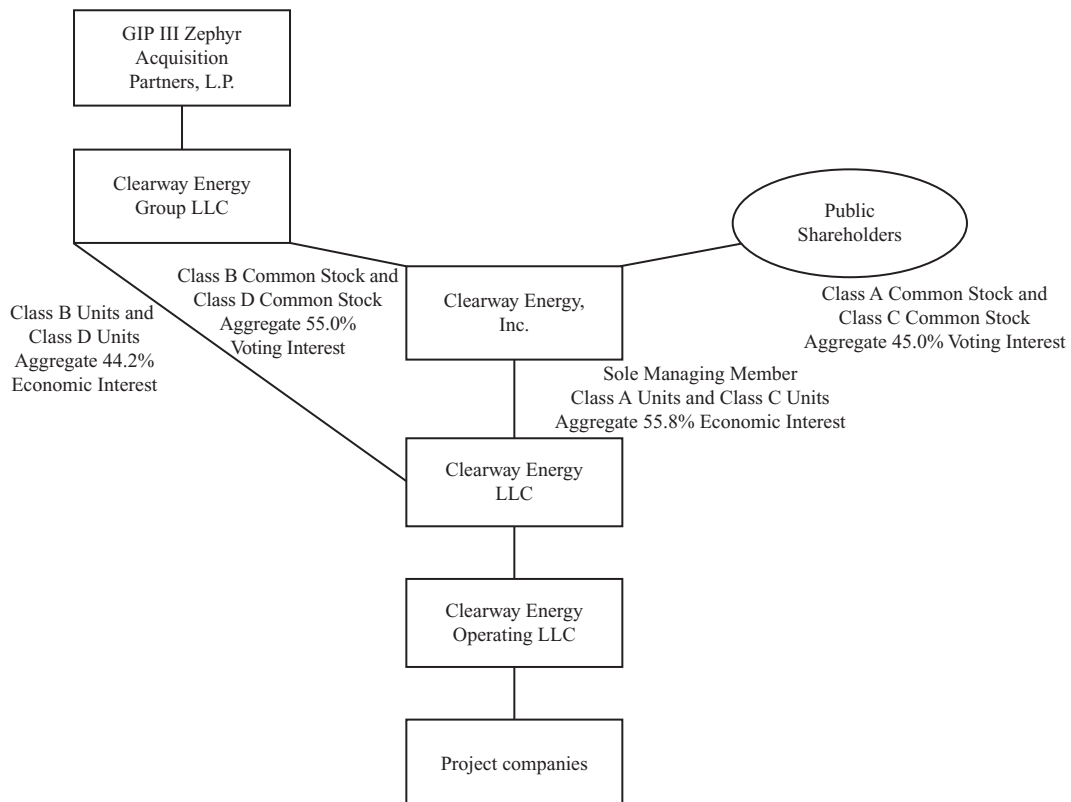 GIP III Zephyr
Acquisition
Partners, L.P.
Clearway Energy
Group LLC
Public
Shareholders
Class B Common Stock and
Class D Common Stock
Aggregate 55.0%
Voting Interest
Class B Units and
Class D Units
Aggregate 44.2%
Economic Interest
Clearway Energy,
Inc.
Class A Common Stock and
Class C Common Stock
Aggregate 45.0% Voting Interest
Sole Managing Member
Class A Units and Class C Units
Aggregate 55.8% Economic Interest
Clearway Energy
LLC
Clearway Energy
Operating LLC
Project companies